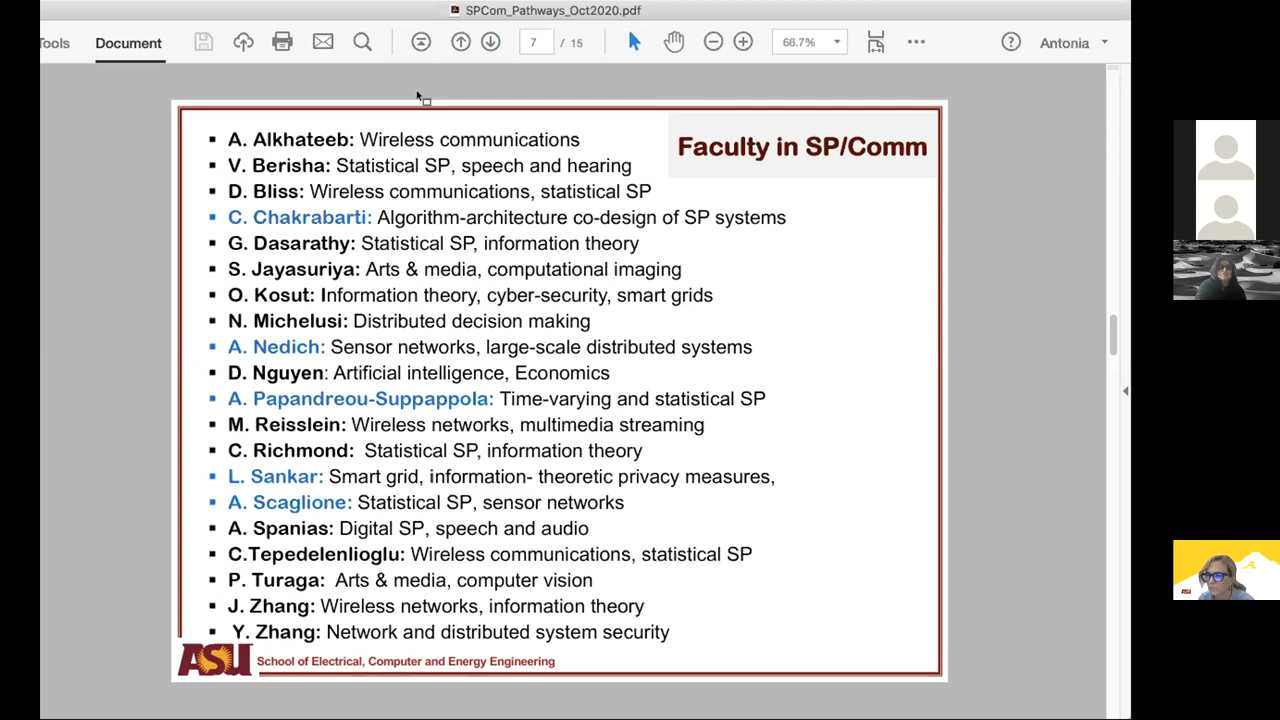 SPCom_Pathways_Oct2020.pdf
Tools
Document
7 / 15
66.7%
Antonia
Faculty in SP/Comm
▪ A. Alkhateeb: Wireless communications
▪ V. Berisha: Statistical SP, speech and hearing
▪ D. Bliss: Wireless communications, statistical SP
▪ C. Chakrabarti: Algorithm-architecture co-design of SP systems
▪ G. Dasarathy: Statistical SP, information theory
▪ S. Jayasuriya: Arts & media, computational imaging
▪ O. Kosut: Information theory, cyber-security, smart grids
▪ N. Michelusi: Distributed decision making
▪ A. Nedich: Sensor networks, large-scale distributed systems
▪ D. Nguyen: Artificial intelligence, Economics
▪ A. Papandreou-Suppappola: Time-varying and statistical SP
▪ M. Reisslein: Wireless networks, multimedia streaming
▪ C. Richmond: Statistical SP, information theory
▪ L. Sankar: Smart grid, information- theoretic privacy measures,
▪ A. Scaglione: Statistical SP, sensor networks
▪ A. Spanias: Digital SP, speech and audio
▪ C.Tepedelenlioglu: Wireless communications, statistical SP
▪ P. Turaga: Arts & media, computer vision
▪ J. Zhang: Wireless networks, information theory
▪ Y. Zhang: Network and distributed system security
ASU School of Electrical, Computer and Energy Engineering